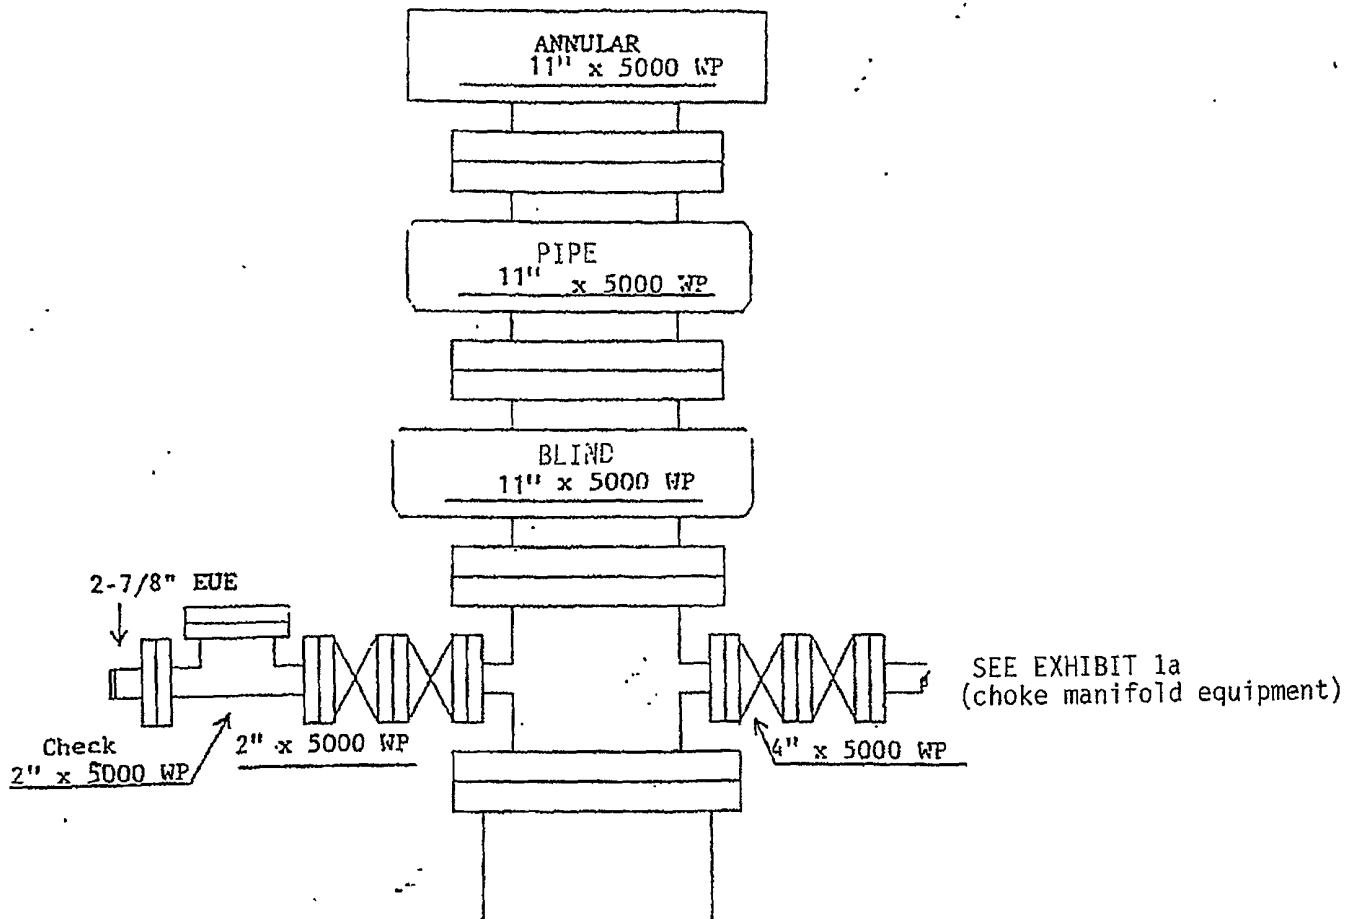 ANNULAR
11" x 5000 WP
PIPE
11" x 5000 WP
BLIND
11" x 5000 WP
2-7/8" EUE
SEE EXHIBIT 1a
(choke manifold equipment)
Check
2" x 5000 WP
2" x 5000 WP
4" x 5000 WP